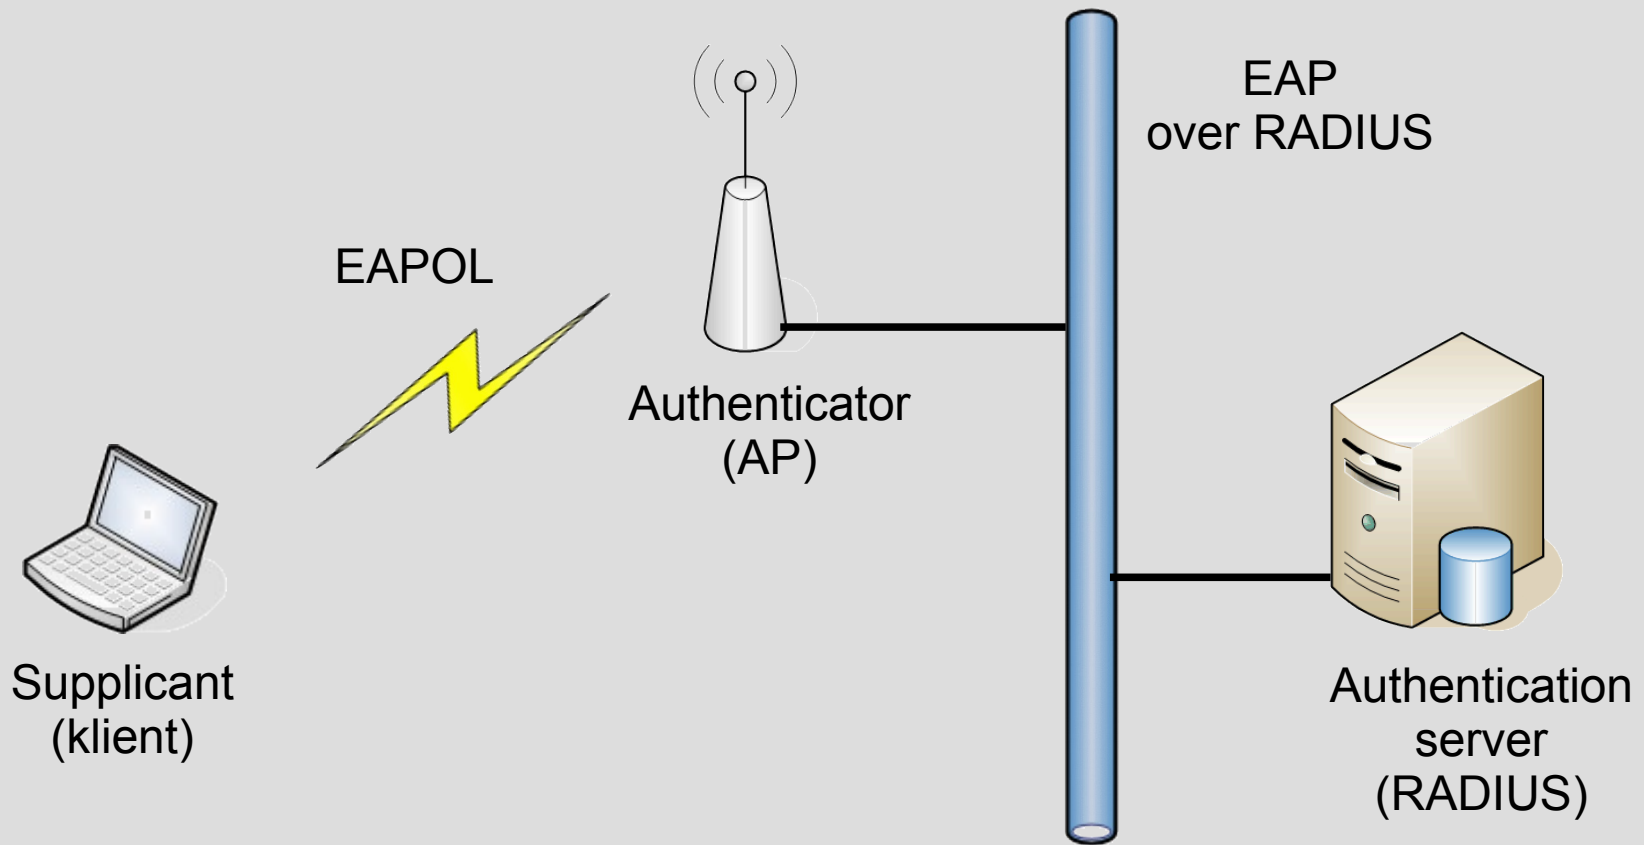 EAP
over RADIUS
EAPOL
Authenticator
(AP)
Supplicant
(klient)
Authentication
server
(RADIUS)